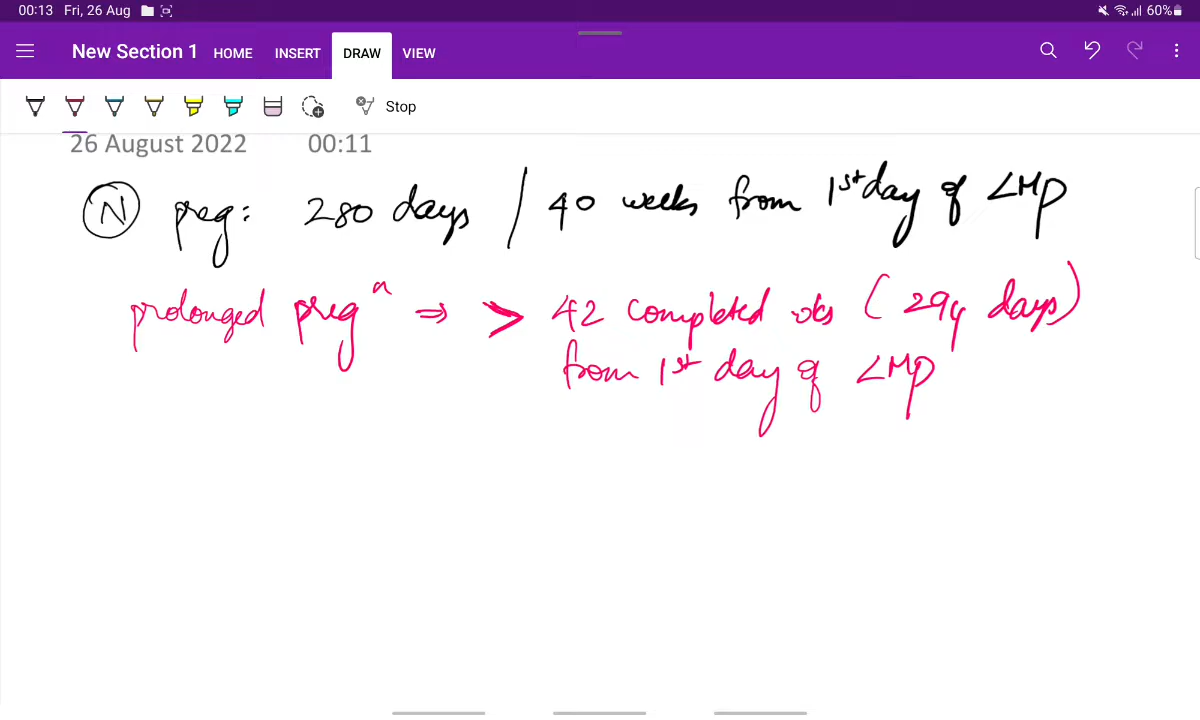 00:13 Fri, 26 Aug 60%
New Section 1 HOME INSERT DRAW VIEW
Stop
26 August 2022 00:11
N preg: 280 days / 40 weeks from 1st day of LMP
prolonged pregn ⇒ > 42 completed wks (294 days)
from 1st day of LMP